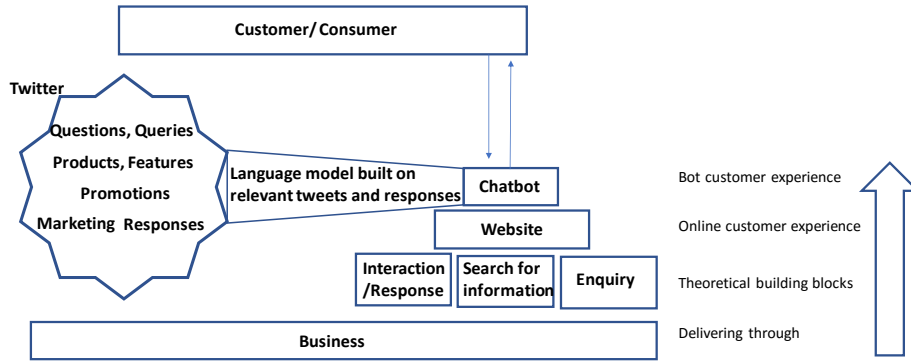 Customer/ Consumer
Twitter
Questions, Queries
Products, Features
Promotions
Marketing Responses
Language model built on
relevant tweets and responses
Chatbot
Website
Interaction
/Response
Search for
information
Enquiry
Business
Bot customer experience
Online customer experience
Theoretical building blocks
Delivering through